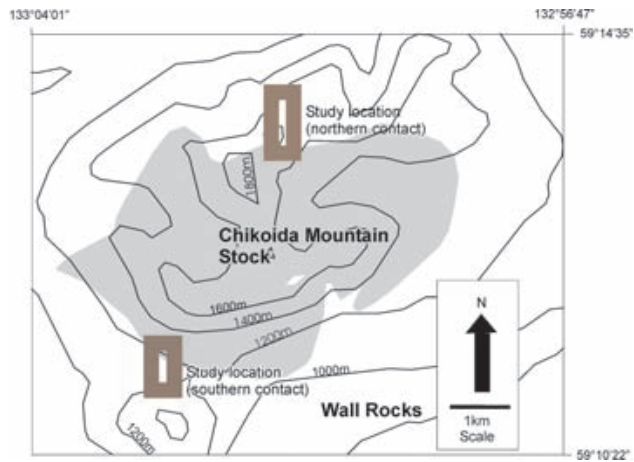 133°04'01"
132°56'47"
59°14'35"
Study location
(northern contact)
1800m
Chikoida Mountain
Stock
1600m
1400m
1200m
Study location
(southern contact)
1000m
1200m
Wall Rocks
N
1km
Scale
59°10'22"